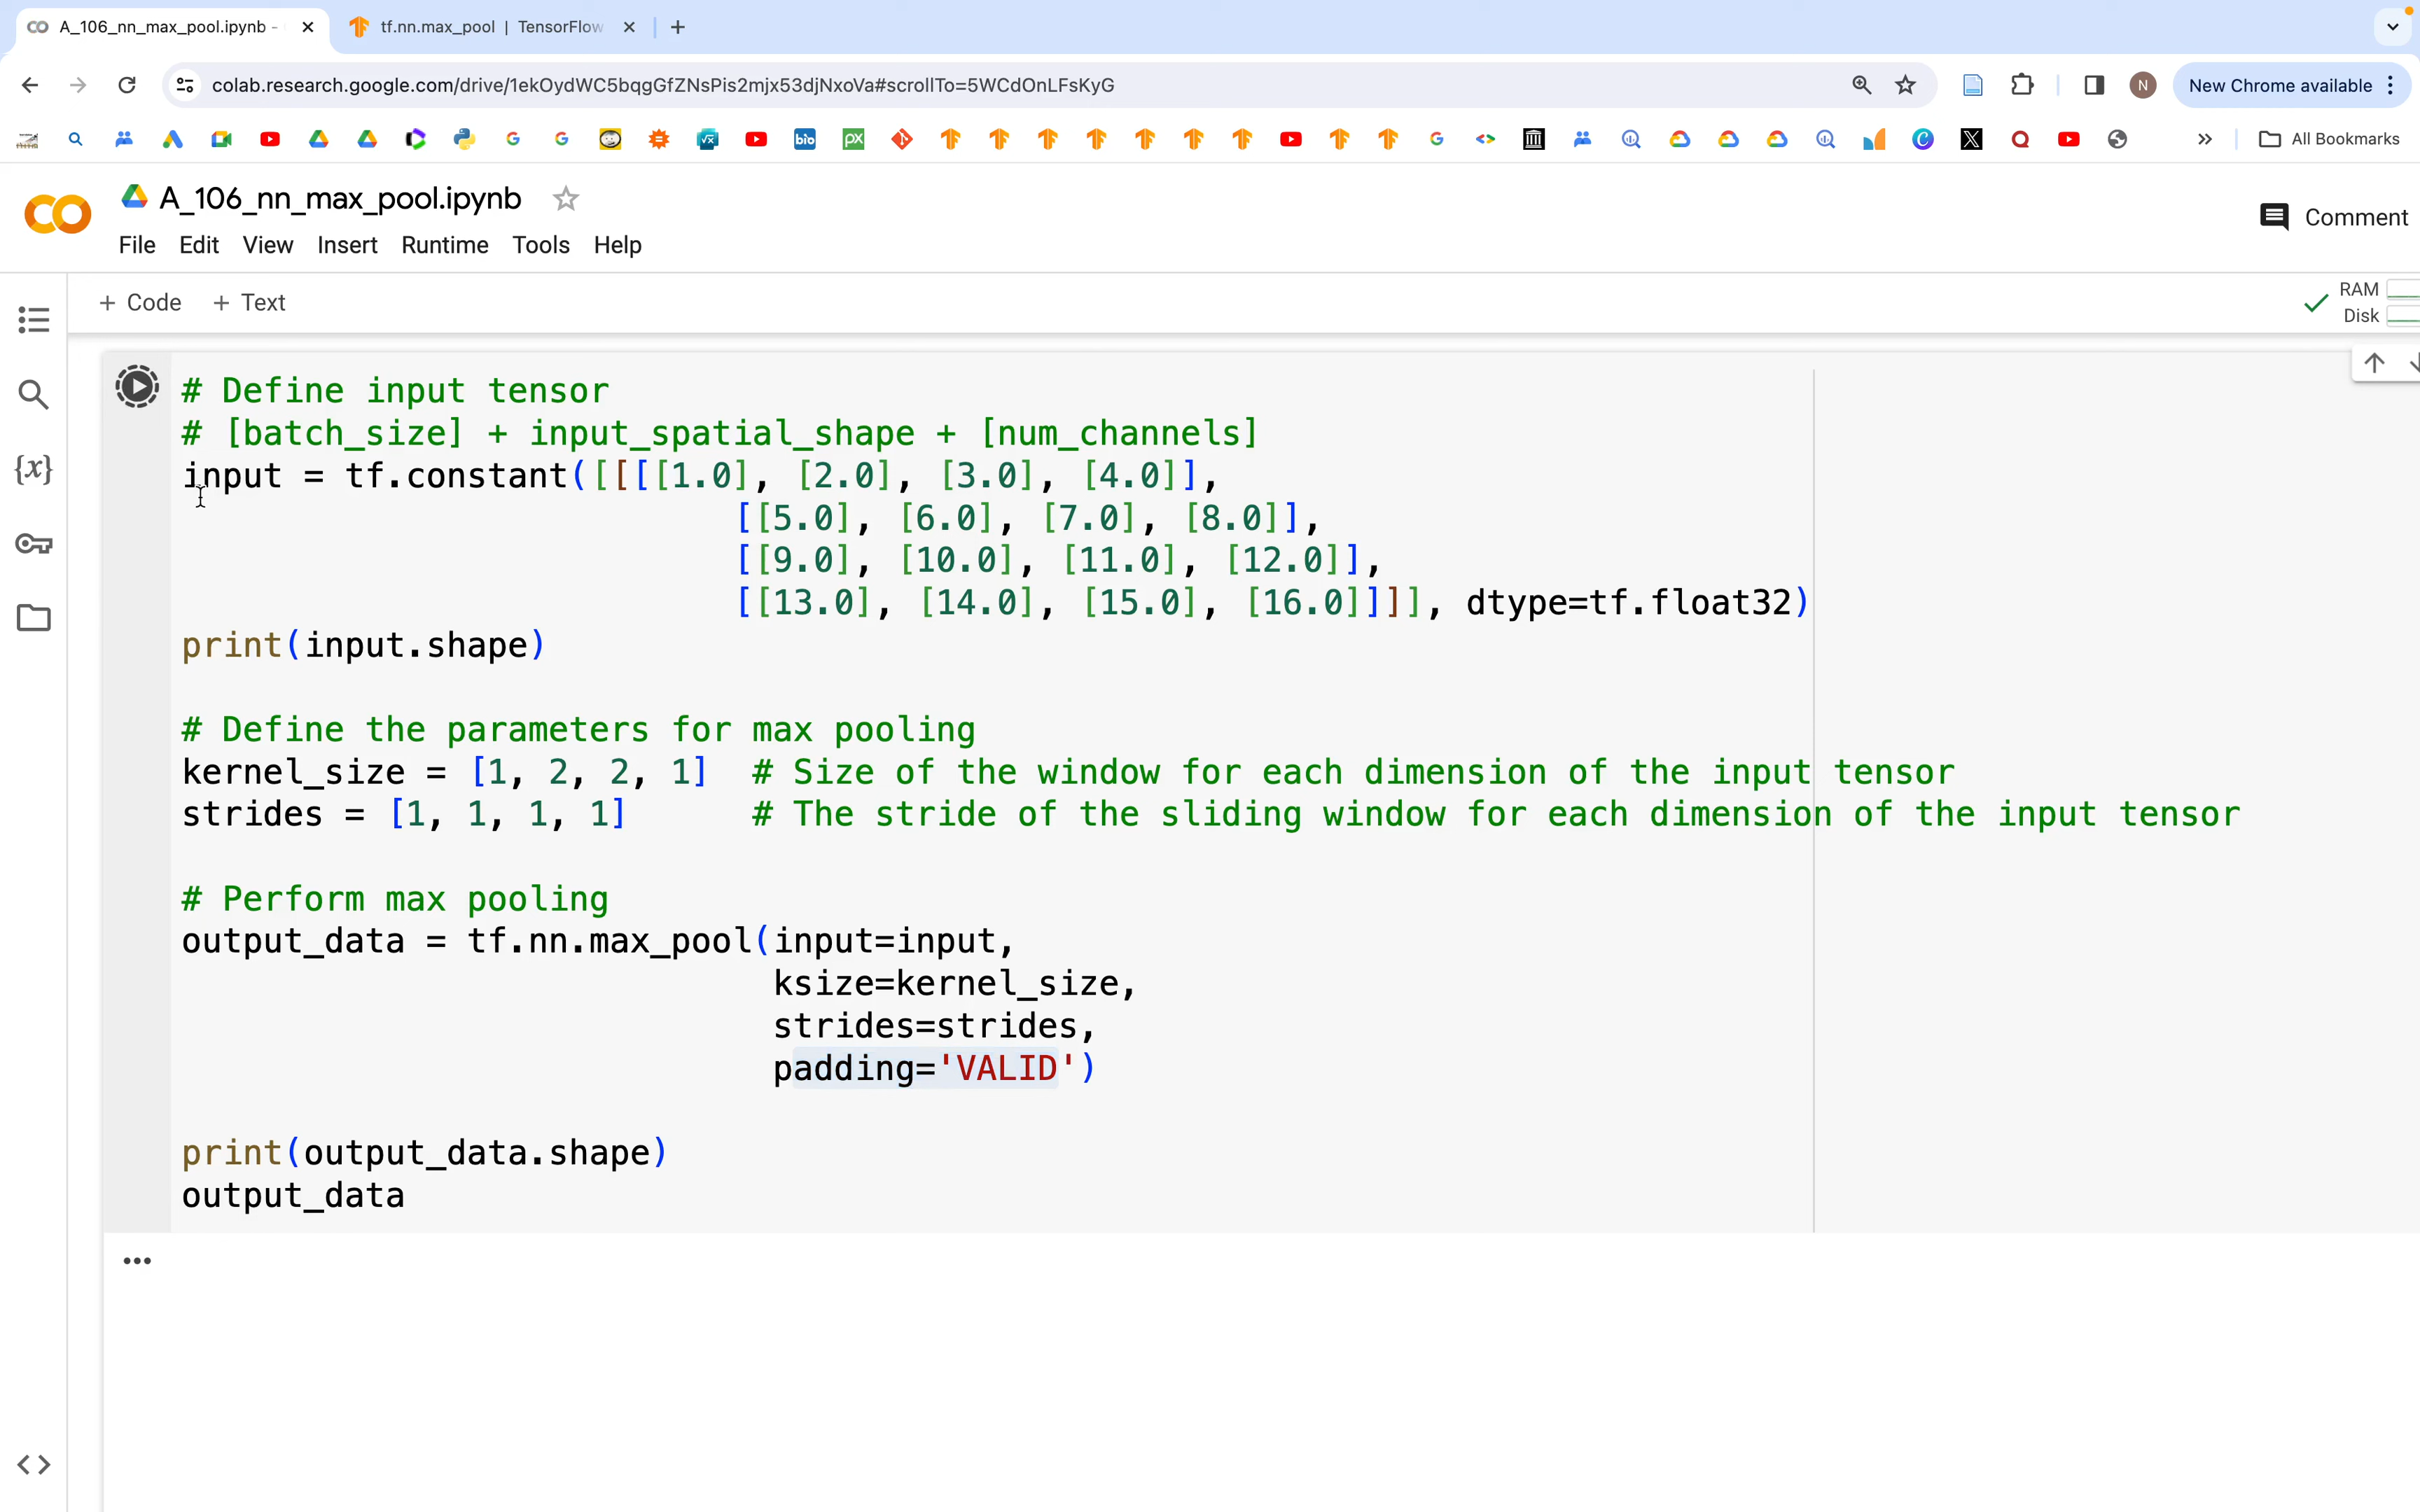 A_106_nn_max_pool.ipynb -
tf.nn.max_pool | TensorFlow
colab.research.google.com/drive/1ekOydWC5bqgGfZNsPis2mjx53djNxoVa#scrollTo=5WCdOnLFsKyG
N
New Chrome available
bio
px
All Bookmarks
A_106_nn_max_pool.ipynb
Comment
File Edit View Insert Runtime Tools Help
+ Code + Text
RAM
Disk
{x}
# Define input tensor
# [batch_size] + input_spatial_shape + [num_channels]
input = tf.constant([[[[1.0], [2.0], [3.0], [4.0]],
[[5.0], [6.0], [7.0], [8.0]],
[[9.0], [10.0], [11.0], [12.0]],
[[13.0], [14.0], [15.0], [16.0]]]], dtype=tf.float32)
print(input.shape)
# Define the parameters for max pooling
kernel_size = [1, 2, 2, 1] # Size of the window for each dimension of the input tensor
strides = [1, 1, 1, 1] # The stride of the sliding window for each dimension of the input tensor
# Perform max pooling
output_data = tf.nn.max_pool(input=input,
ksize=kernel_size,
strides=strides,
padding='VALID')
print(output_data.shape)
output_data